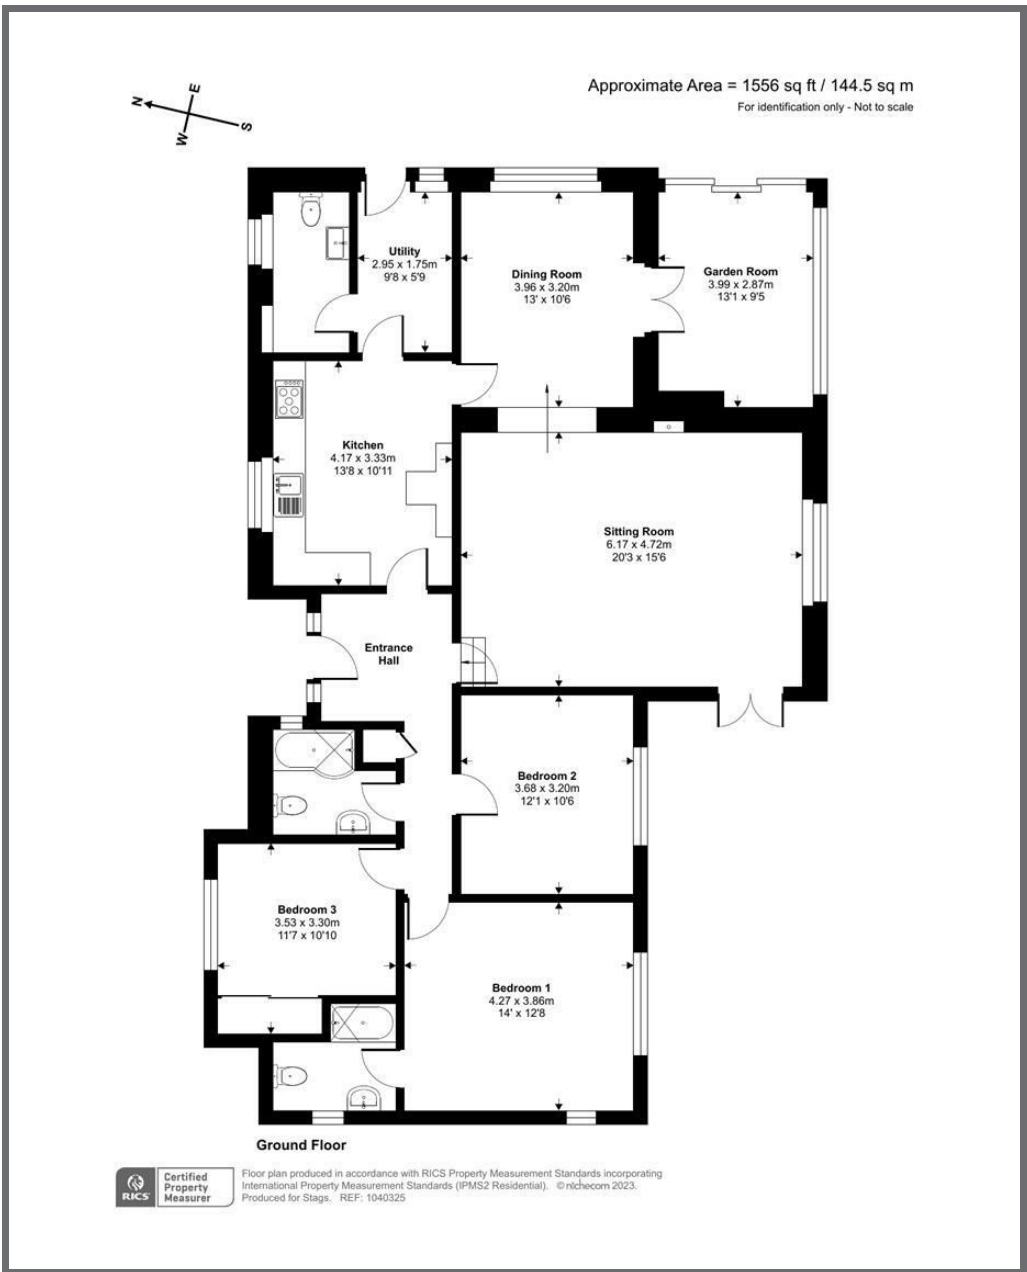 Approximate Area = 1556 sq ft / 144.5 sq m
For identification only - Not to scale
N
E
W
S
Utility
2.95 x 1.75m
9'8 x 5'9
Dining Room
3.96 x 3.20m
13' x 10'6
Garden Room
3.99 x 2.87m
13'1 x 9'5
Kitchen
4.17 x 3.33m
13'8 x 10'11
Sitting Room
6.17 x 4.72m
20'3 x 15'6
Entrance
Hall
Bedroom 2
3.68 x 3.20m
12'1 x 10'6
Bedroom 3
3.53 x 3.30m
11'7 x 10'10
Bedroom 1
4.27 x 3.86m
14' x 12'8
Ground Floor
RICS
Certified
Property
Measurer
Floor plan produced in accordance with RICS Property Measurement Standards incorporating
International Property Measurement Standards (IPMS2 Residential). © nichecom 2023.
Produced for Stags. REF: 1040325